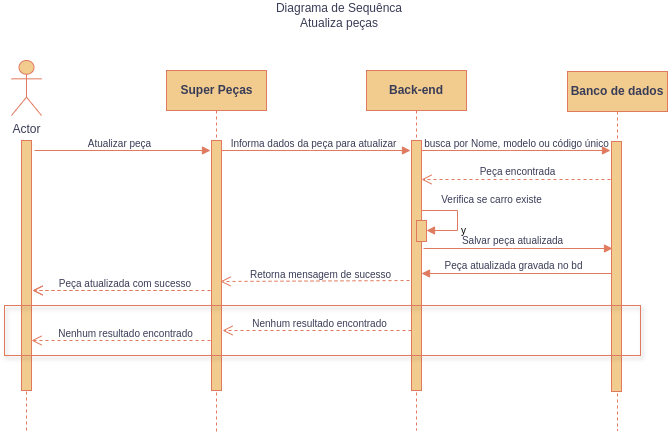 Diagrama de Sequênca
Atualiza peças
Super Peças
Back-end
Banco de dados
Actor
Atualizar peça
Informa dados da peça para atualizar
busca por Nome, modelo ou código único
Peça encontrada
Verifica se carro existe
y
Salvar peça atualizada
Peça atualizada gravada no bd
Retorna mensagem de sucesso
Peça atualizada com sucesso
Nenhum resultado encontrado
Nenhum resultado encontrado